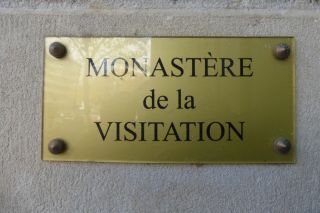 MONASTÈRE
de la
VISITATION